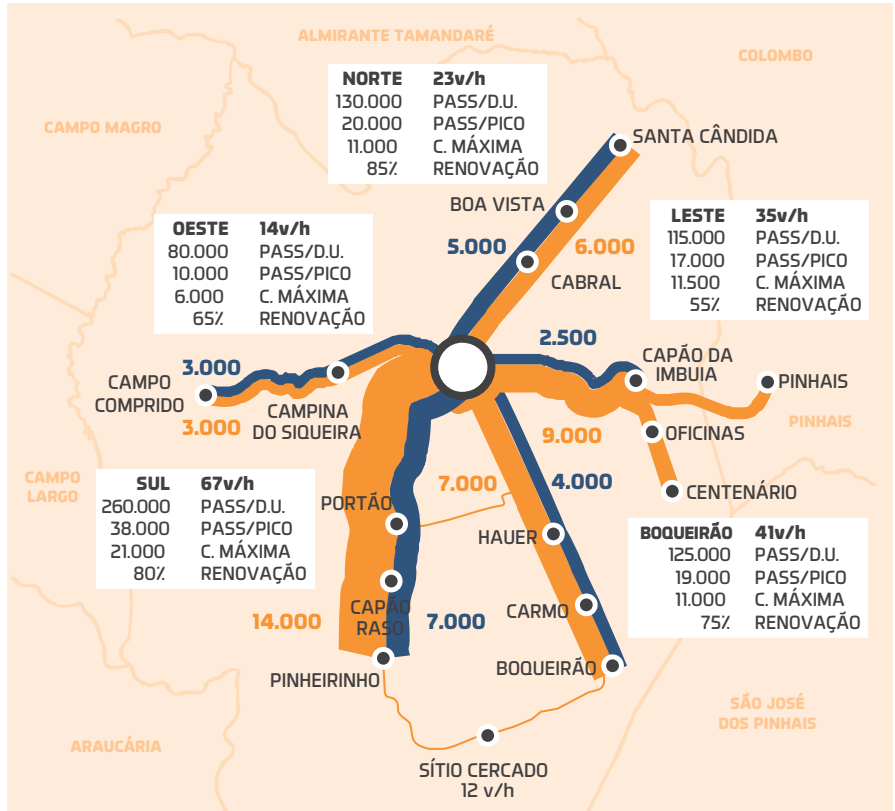 ALMIRANTE TAMANDARÉ
COLOMBO
CAMPO MAGRO
NORTE 23v/h
130.000 PASS/D.U.
20.000 PASS/PICO
11.000 C. MÁXIMA
85% RENOVAÇÃO
SANTA CÂNDIDA
BOA VISTA
5.000
6.000
CABRAL
OESTE 14v/h
80.000 PASS/D.U.
10.000 PASS/PICO
6.000 C. MÁXIMA
65% RENOVAÇÃO
LESTE 35v/h
115.000 PASS/D.U.
17.000 PASS/PICO
11.500 C. MÁXIMA
55% RENOVAÇÃO
2.500
3.000
CAMPO
COMPRIDO
3.000
CAMPINA
DO SIQUEIRA
CAPÃO DA
IMBUIA
PINHAIS
PINHAIS
9.000
OFICINAS
CENTENÁRIO
CAMPO
LARGO
SUL 67v/h
260.000 PASS/D.U.
38.000 PASS/PICO
21.000 C. MÁXIMA
80% RENOVAÇÃO
PORTÃO
7.000
4.000
HAUER
BOQUEIRÃO 41v/h
125.000 PASS/D.U.
19.000 PASS/PICO
11.000 C. MÁXIMA
75% RENOVAÇÃO
14.000
CAPÃO
RASO
7.000
CARMO
PINHEIRINHO
BOQUEIRÃO
SÃO JOSÉ
DOS PINHAIS
ARAUCÁRIA
SÍTIO CERCADO
12 v/h